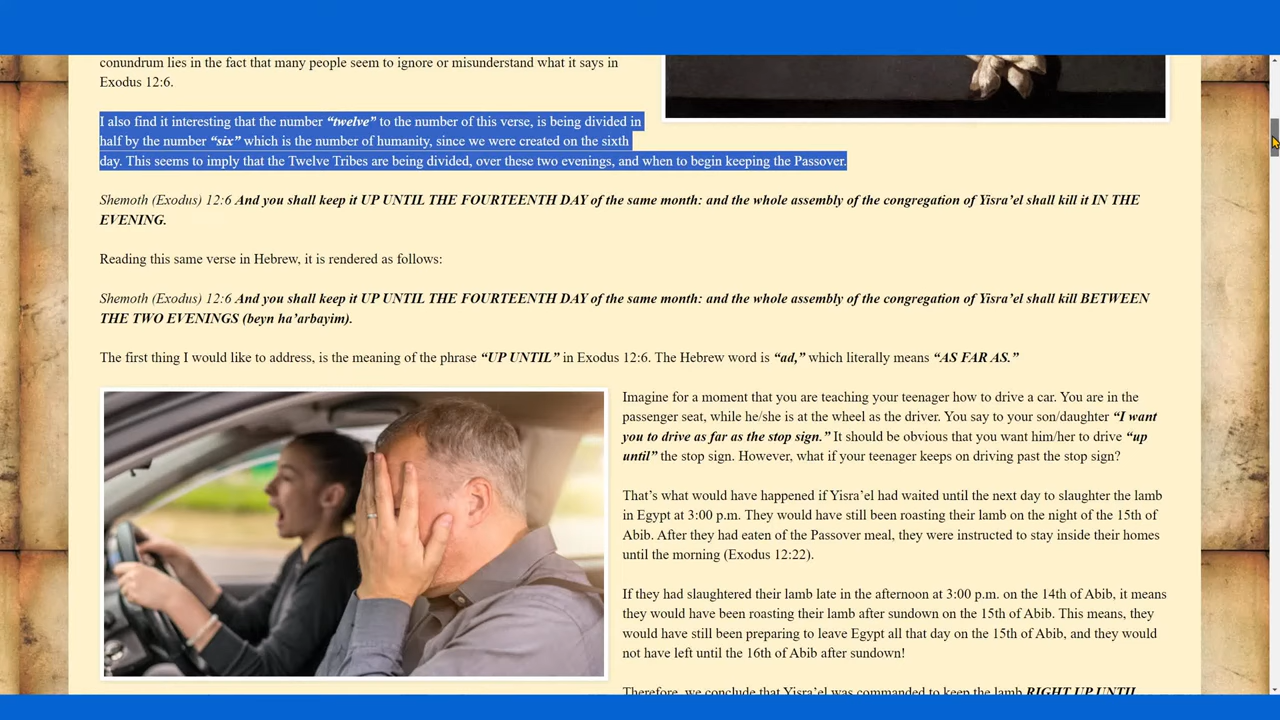 conundrum lies in the fact that many people seem to ignore or misunderstand what it says in
Exodus 12:6.
I also find it interesting that the number “twelve” to the number of this verse, is being divided in
half by the number “six” which is the number of humanity, since we were created on the sixth
day. This seems to imply that the Twelve Tribes are being divided, over these two evenings, and when to begin keeping the Passover.
Shemoth (Exodus) 12:6 And you shall keep it UP UNTIL THE FOURTEENTH DAY of the same month: and the whole assembly of the congregation of Yisra’el shall kill it IN THE
EVENING.
Reading this same verse in Hebrew, it is rendered as follows:
Shemoth (Exodus) 12:6 And you shall keep it UP UNTIL THE FOURTEENTH DAY of the same month: and the whole assembly of the congregation of Yisra’el shall kill BETWEEN
THE TWO EVENINGS (beyn ha’arbayim).
The first thing I would like to address, is the meaning of the phrase “UP UNTIL” in Exodus 12:6. The Hebrew word is “ad,” which literally means “AS FAR AS.”
Imagine for a moment that you are teaching your teenager how to drive a car. You are in the
passenger seat, while he/she is at the wheel as the driver. You say to your son/daughter “I want
you to drive as far as the stop sign.” It should be obvious that you want him/her to drive “up
until” the stop sign. However, what if your teenager keeps on driving past the stop sign?
That’s what would have happened if Yisra’el had waited until the next day to slaughter the lamb
in Egypt at 3:00 p.m. They would have still been roasting their lamb on the night of the 15th of
Abib. After they had eaten of the Passover meal, they were instructed to stay inside their homes
until the morning (Exodus 12:22).
If they had slaughtered their lamb late in the afternoon at 3:00 p.m. on the 14th of Abib, it means
they would have been roasting their lamb after sundown on the 15th of Abib. This means, they
would have still been preparing to leave Egypt all that day on the 15th of Abib, and they would
not have left until the 16th of Abib after sundown!
Therefore, we conclude that Yisra’el was commanded to keep the lamb RIGHT UP UNTIL